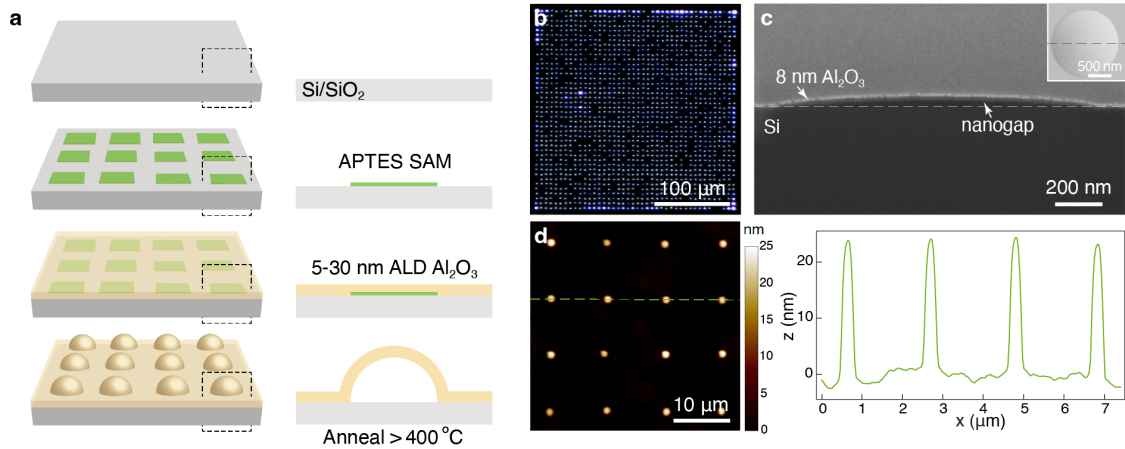 a
Si/SiO₂
APTES SAM
5-30 nm ALD Al₂O₃
Anneal > 400 °C
b
100 µm
c
500 nm
8 nm Al₂O₃
Si
nanogap
200 nm
d
nm
25
20
15
10
5
0
10 µm
z (nm)
20
10
0
0 1 2 3 4 5 6 7
x (µm)